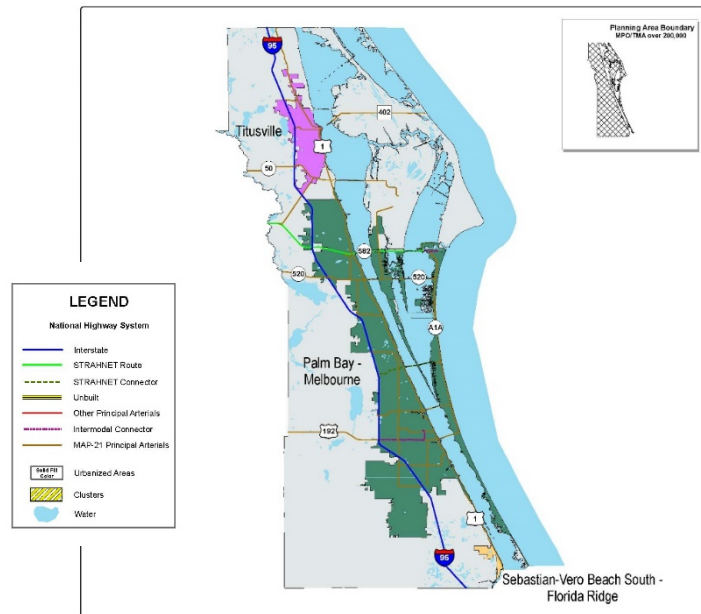 Planning Area Boundary
MPO/TMA over 200,000
95
402
Titusville
1
50
582
520
520
A1A
Palm Bay -
Melbourne
192
1
95
Sebastian-Vero Beach South -
Florida Ridge
LEGEND
National Highway System
Interstate
STRAHNET Route
STRAHNET Connector
Unbuilt
Other Principal Arterials
Intermodal Connector
MAP-21 Principal Arterials
Solid Fill
Color
Urbanized Areas
Clusters
Water